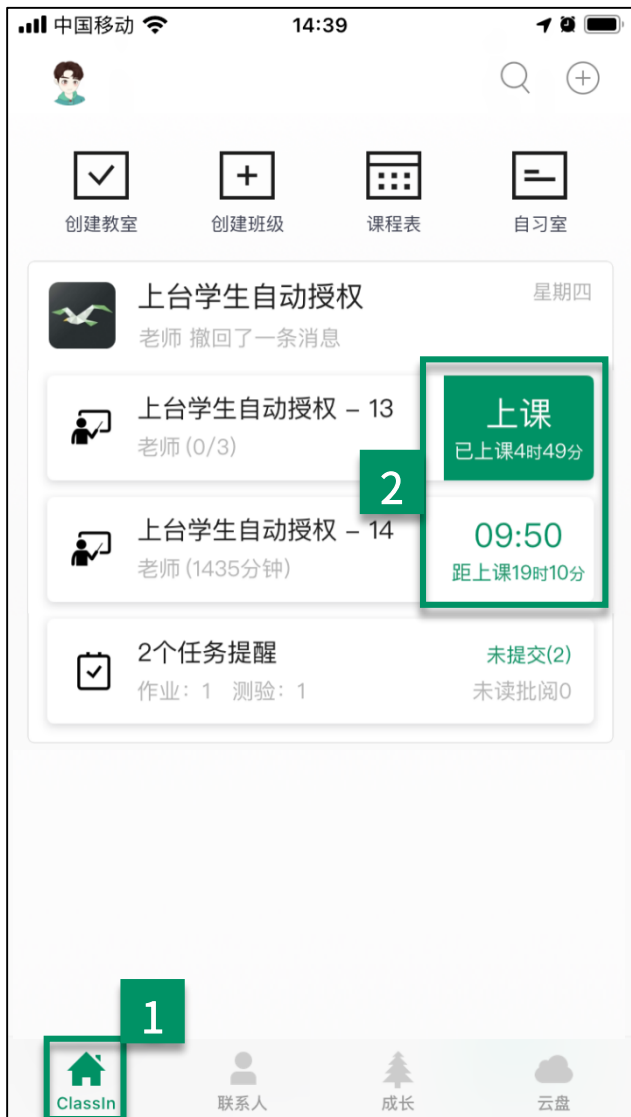 中国移动 14:39
创建教室 创建班级 课程表 自习室
上台学生自动授权 星期四
老师 撤回了一条消息
上台学生自动授权 – 13 上课
老师 (0/3) 已上课4时49分
2
上台学生自动授权 – 14 09:50
老师 (1435分钟) 距上课19时10分
2个任务提醒 未提交(2)
作业：1 测验：1 未读批阅0
1
ClassIn 联系人 成长 云盘